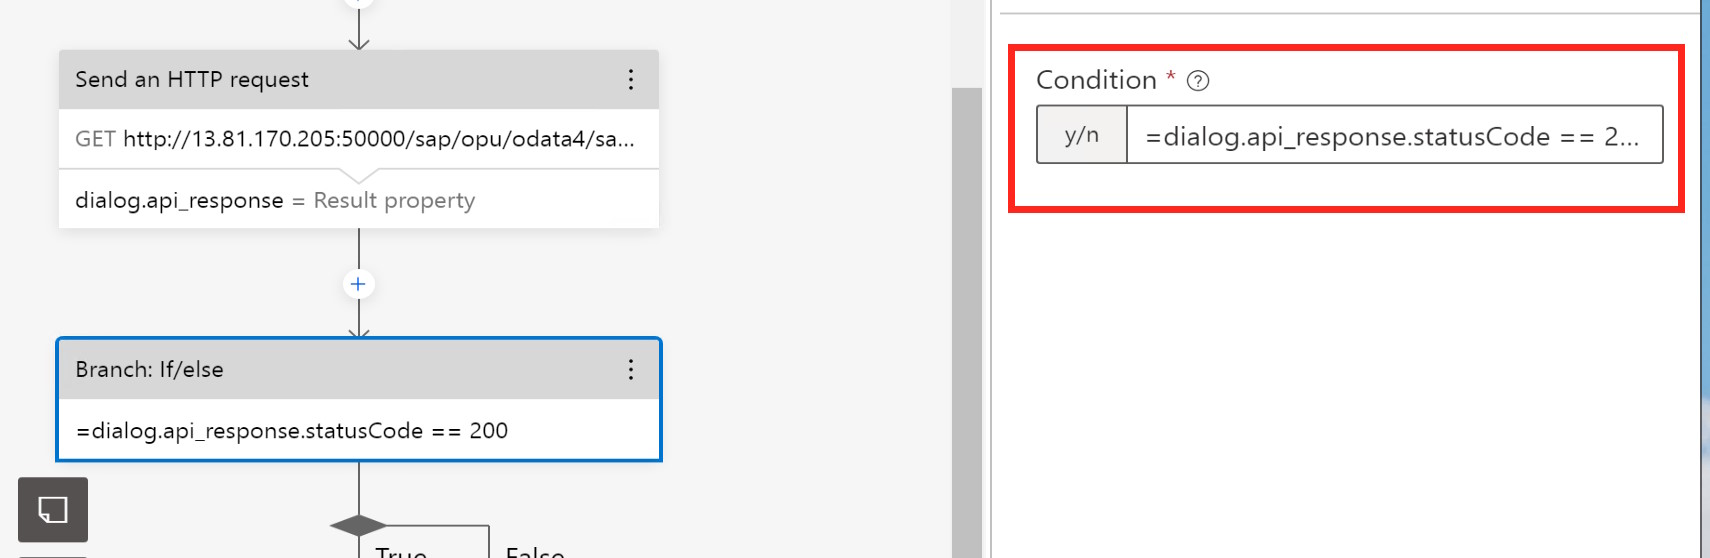 Send an HTTP request
GET http://13.81.170.205:50000/sap/opu/odata4/sa...
dialog.api_response = Result property
Branch: If/else
=dialog.api_response.statusCode == 200
True
False
Condition * ?
y/n =dialog.api_response.statusCode == 2...